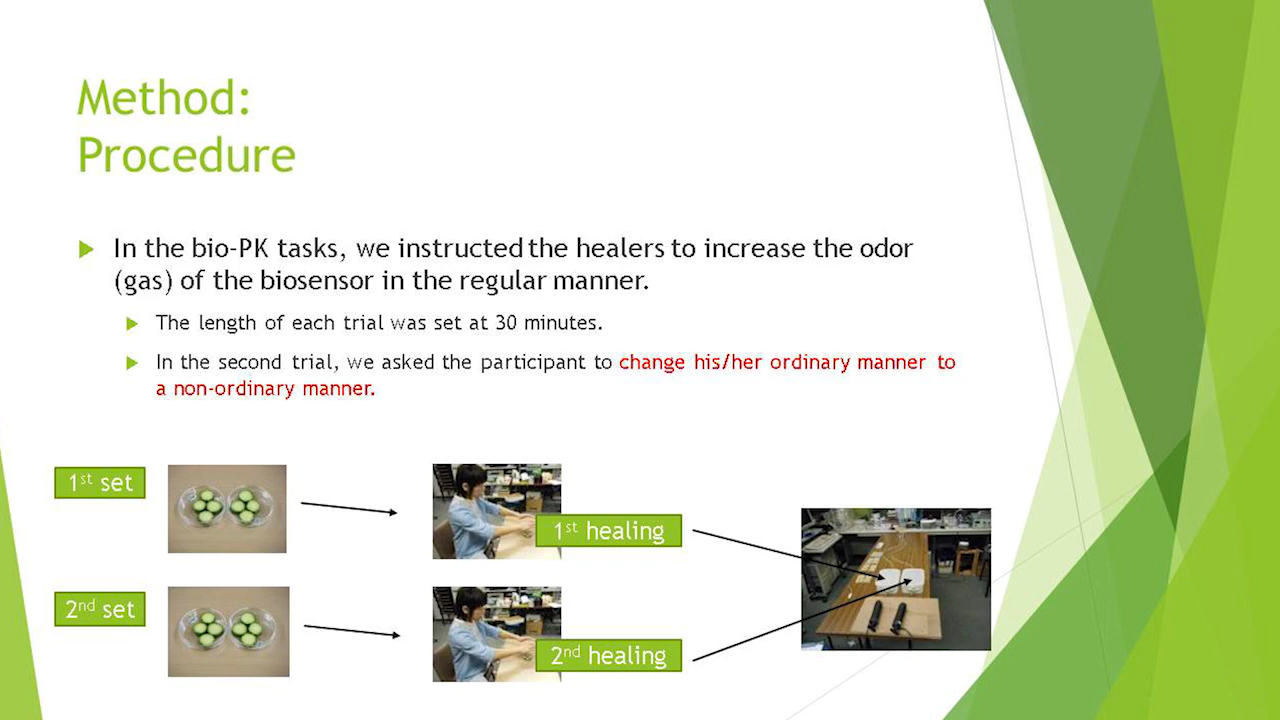 Method:
Procedure
In the bio-PK tasks, we instructed the healers to increase the odor
(gas) of the biosensor in the regular manner.
The length of each trial was set at 30 minutes.
In the second trial, we asked the participant to change his/her ordinary manner to
a non-ordinary manner.
1st set
1st healing
2nd set
2nd healing